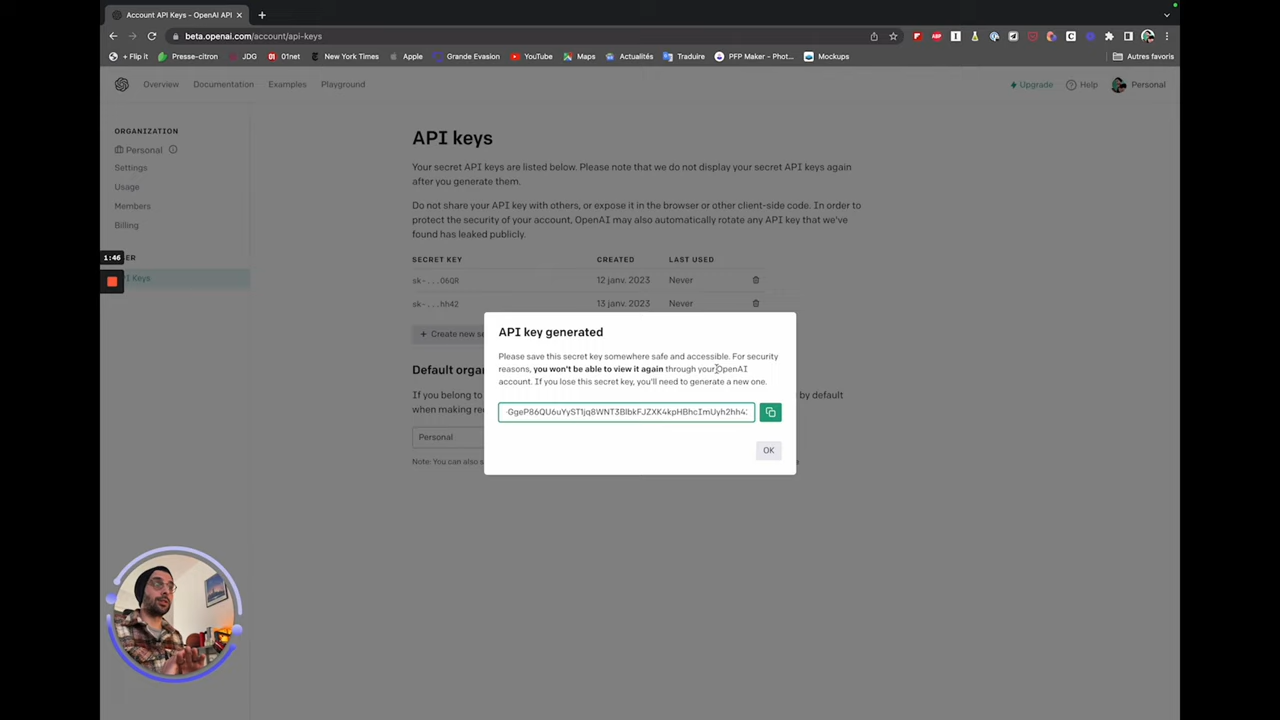 Account API Keys - OpenAI API
beta.openai.com/account/api-keys
+ Flip it Presse-citron JDG 01net New York Times Apple Grande Evasion YouTube Maps Actualités Traduire PFP Maker - Phot... Mockups Autres favoris
Overview Documentation Examples Playground Upgrade Help Personal
ORGANIZATION
Personal
Settings
Usage
Members
Billing
1:46
API keys
Your secret API keys are listed below. Please note that we do not display your secret API keys again
after you generate them.
Do not share your API key with others, or expose it in the browser or other client-side code. In order to
protect the security of your account, OpenAI may also automatically rotate any API key that we've
found has leaked publicly.
SECRET KEY CREATED LAST USED
sk-...O6QR 12 janv. 2023 Never
sk-...hh42 13 janv. 2023 Never
+ Create new se
Default orga
If you belong to by default
when making re
Personal
Note: You can also s
API key generated
Please save this secret key somewhere safe and accessible. For security
reasons, you won't be able to view it again through your OpenAI
account. If you lose this secret key, you'll need to generate a new one.
OK